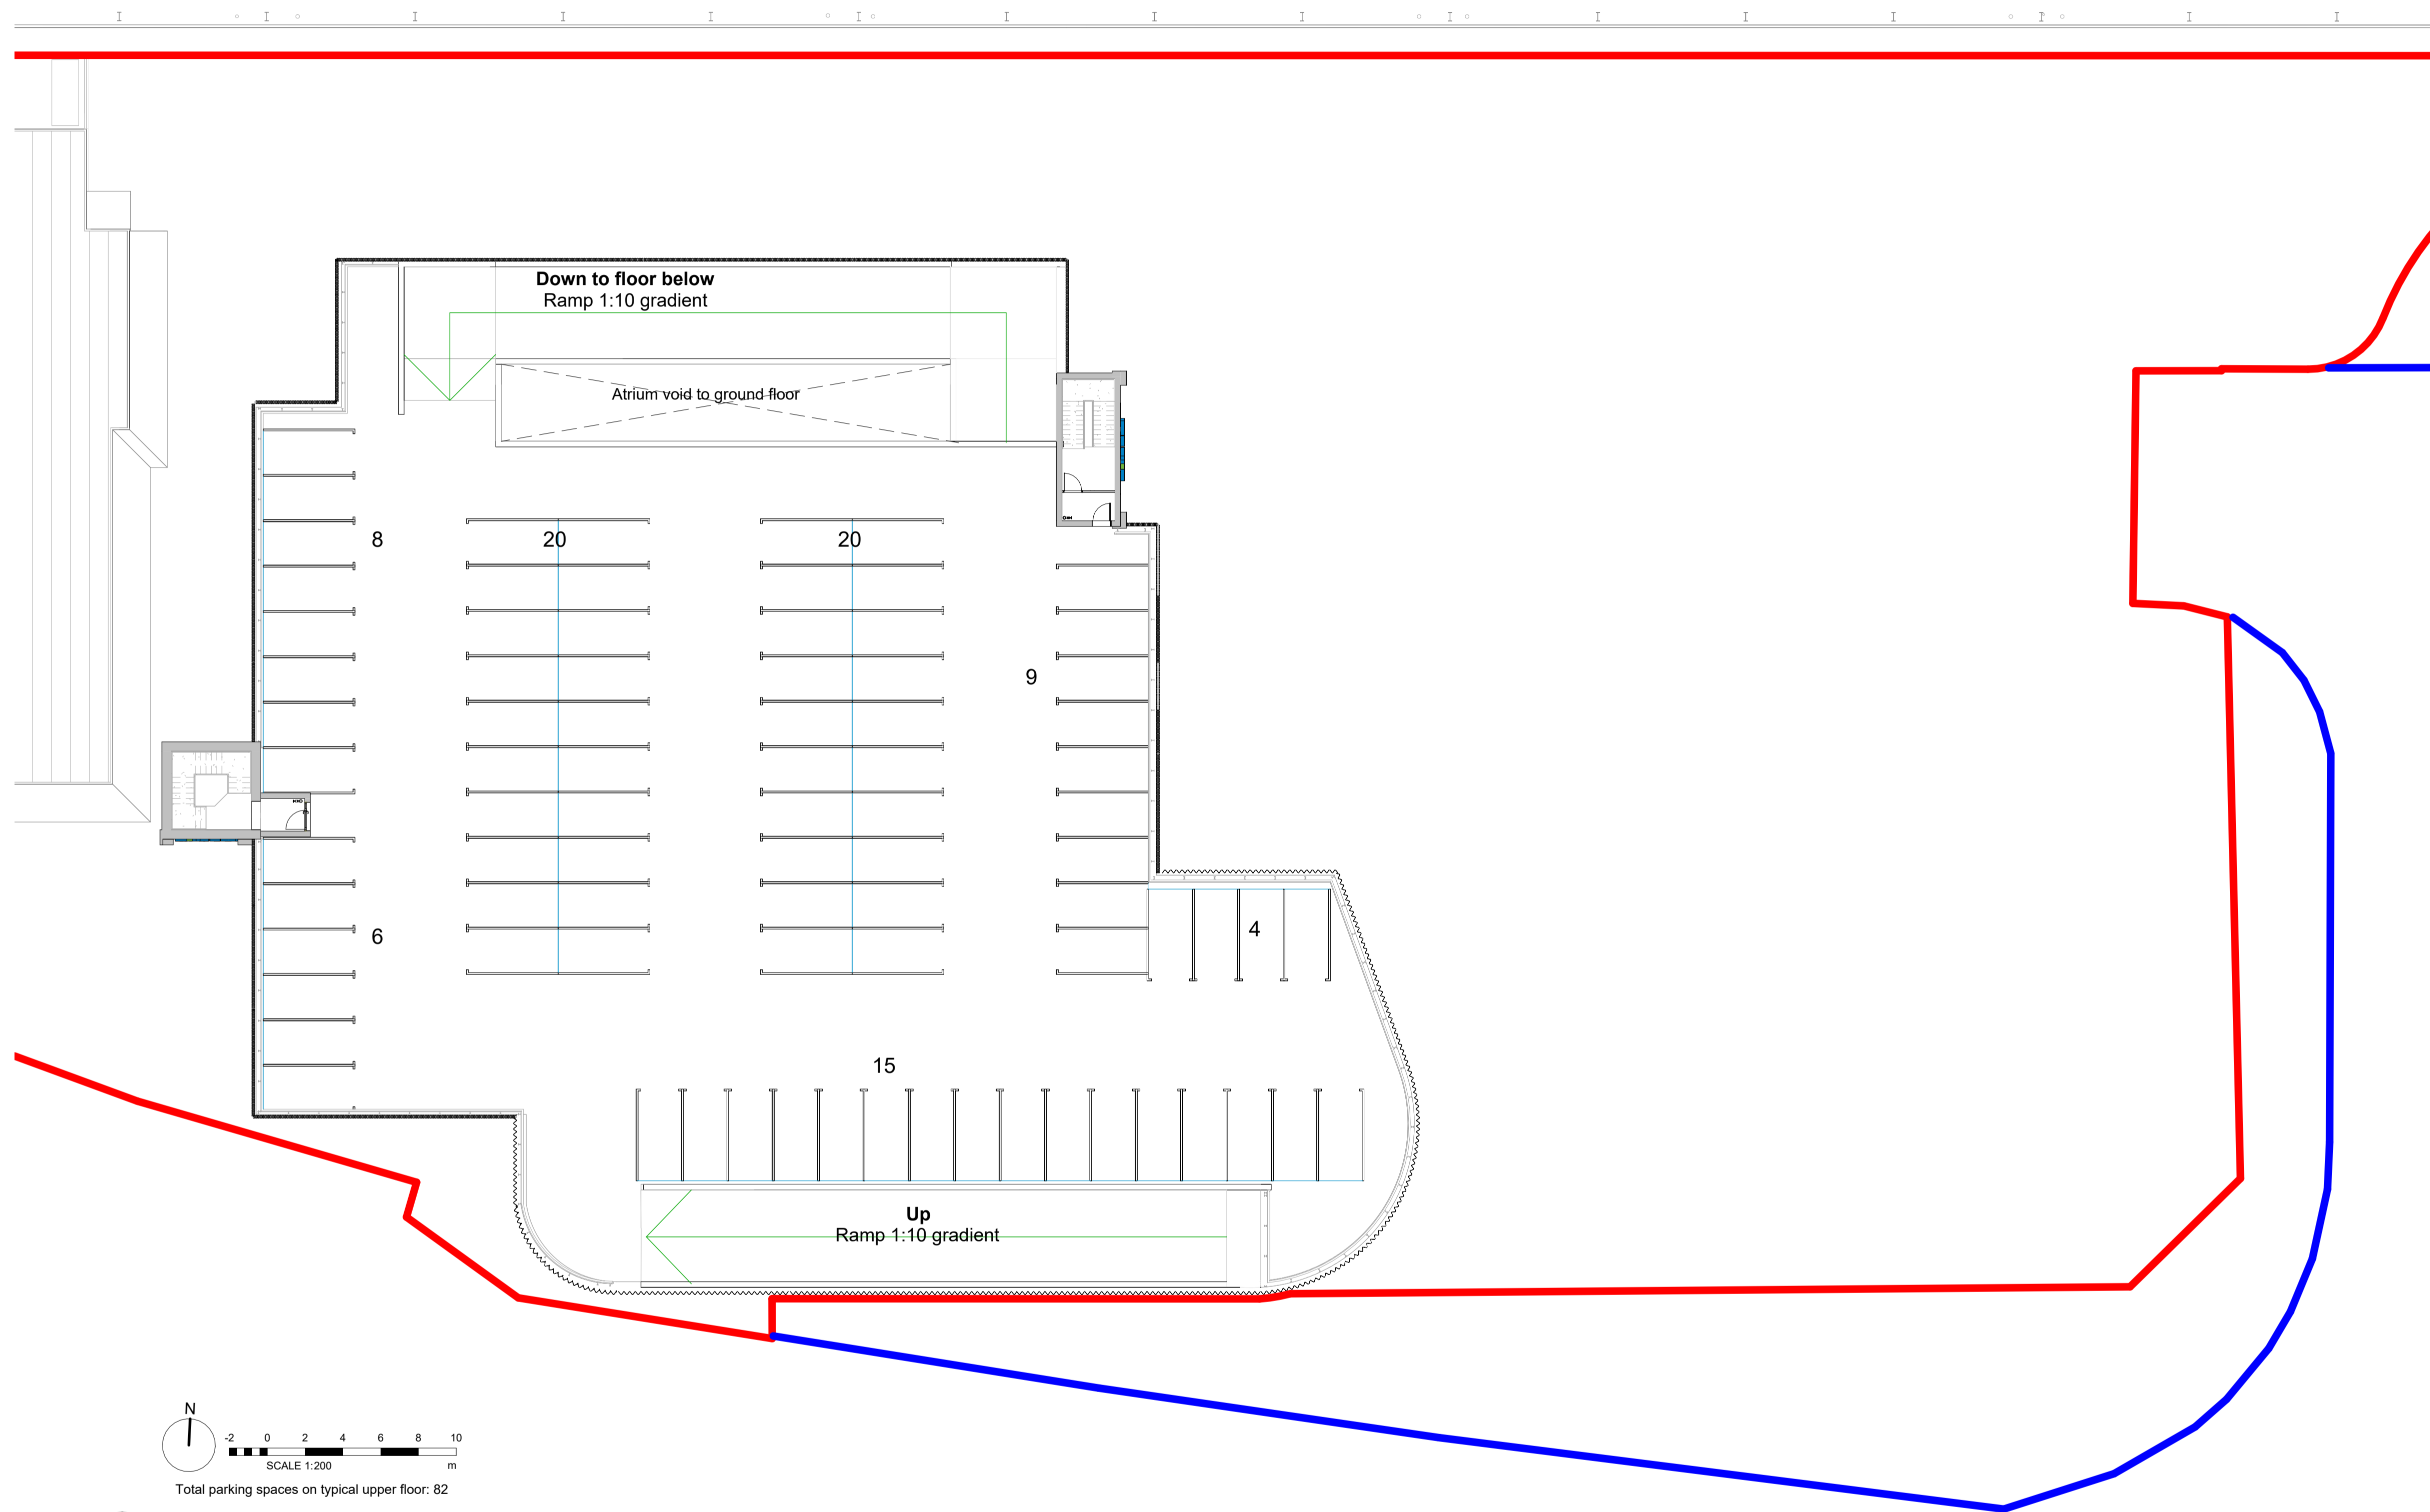 Down to floor below
Ramp 1:10 gradient
Atrium void to ground floor
8
20
20
9
4
6
15
Up
Ramp 1:10 gradient
N
-2 0 2 4 6 8 10
SCALE 1:200 m
Total parking spaces on typical upper floor: 82